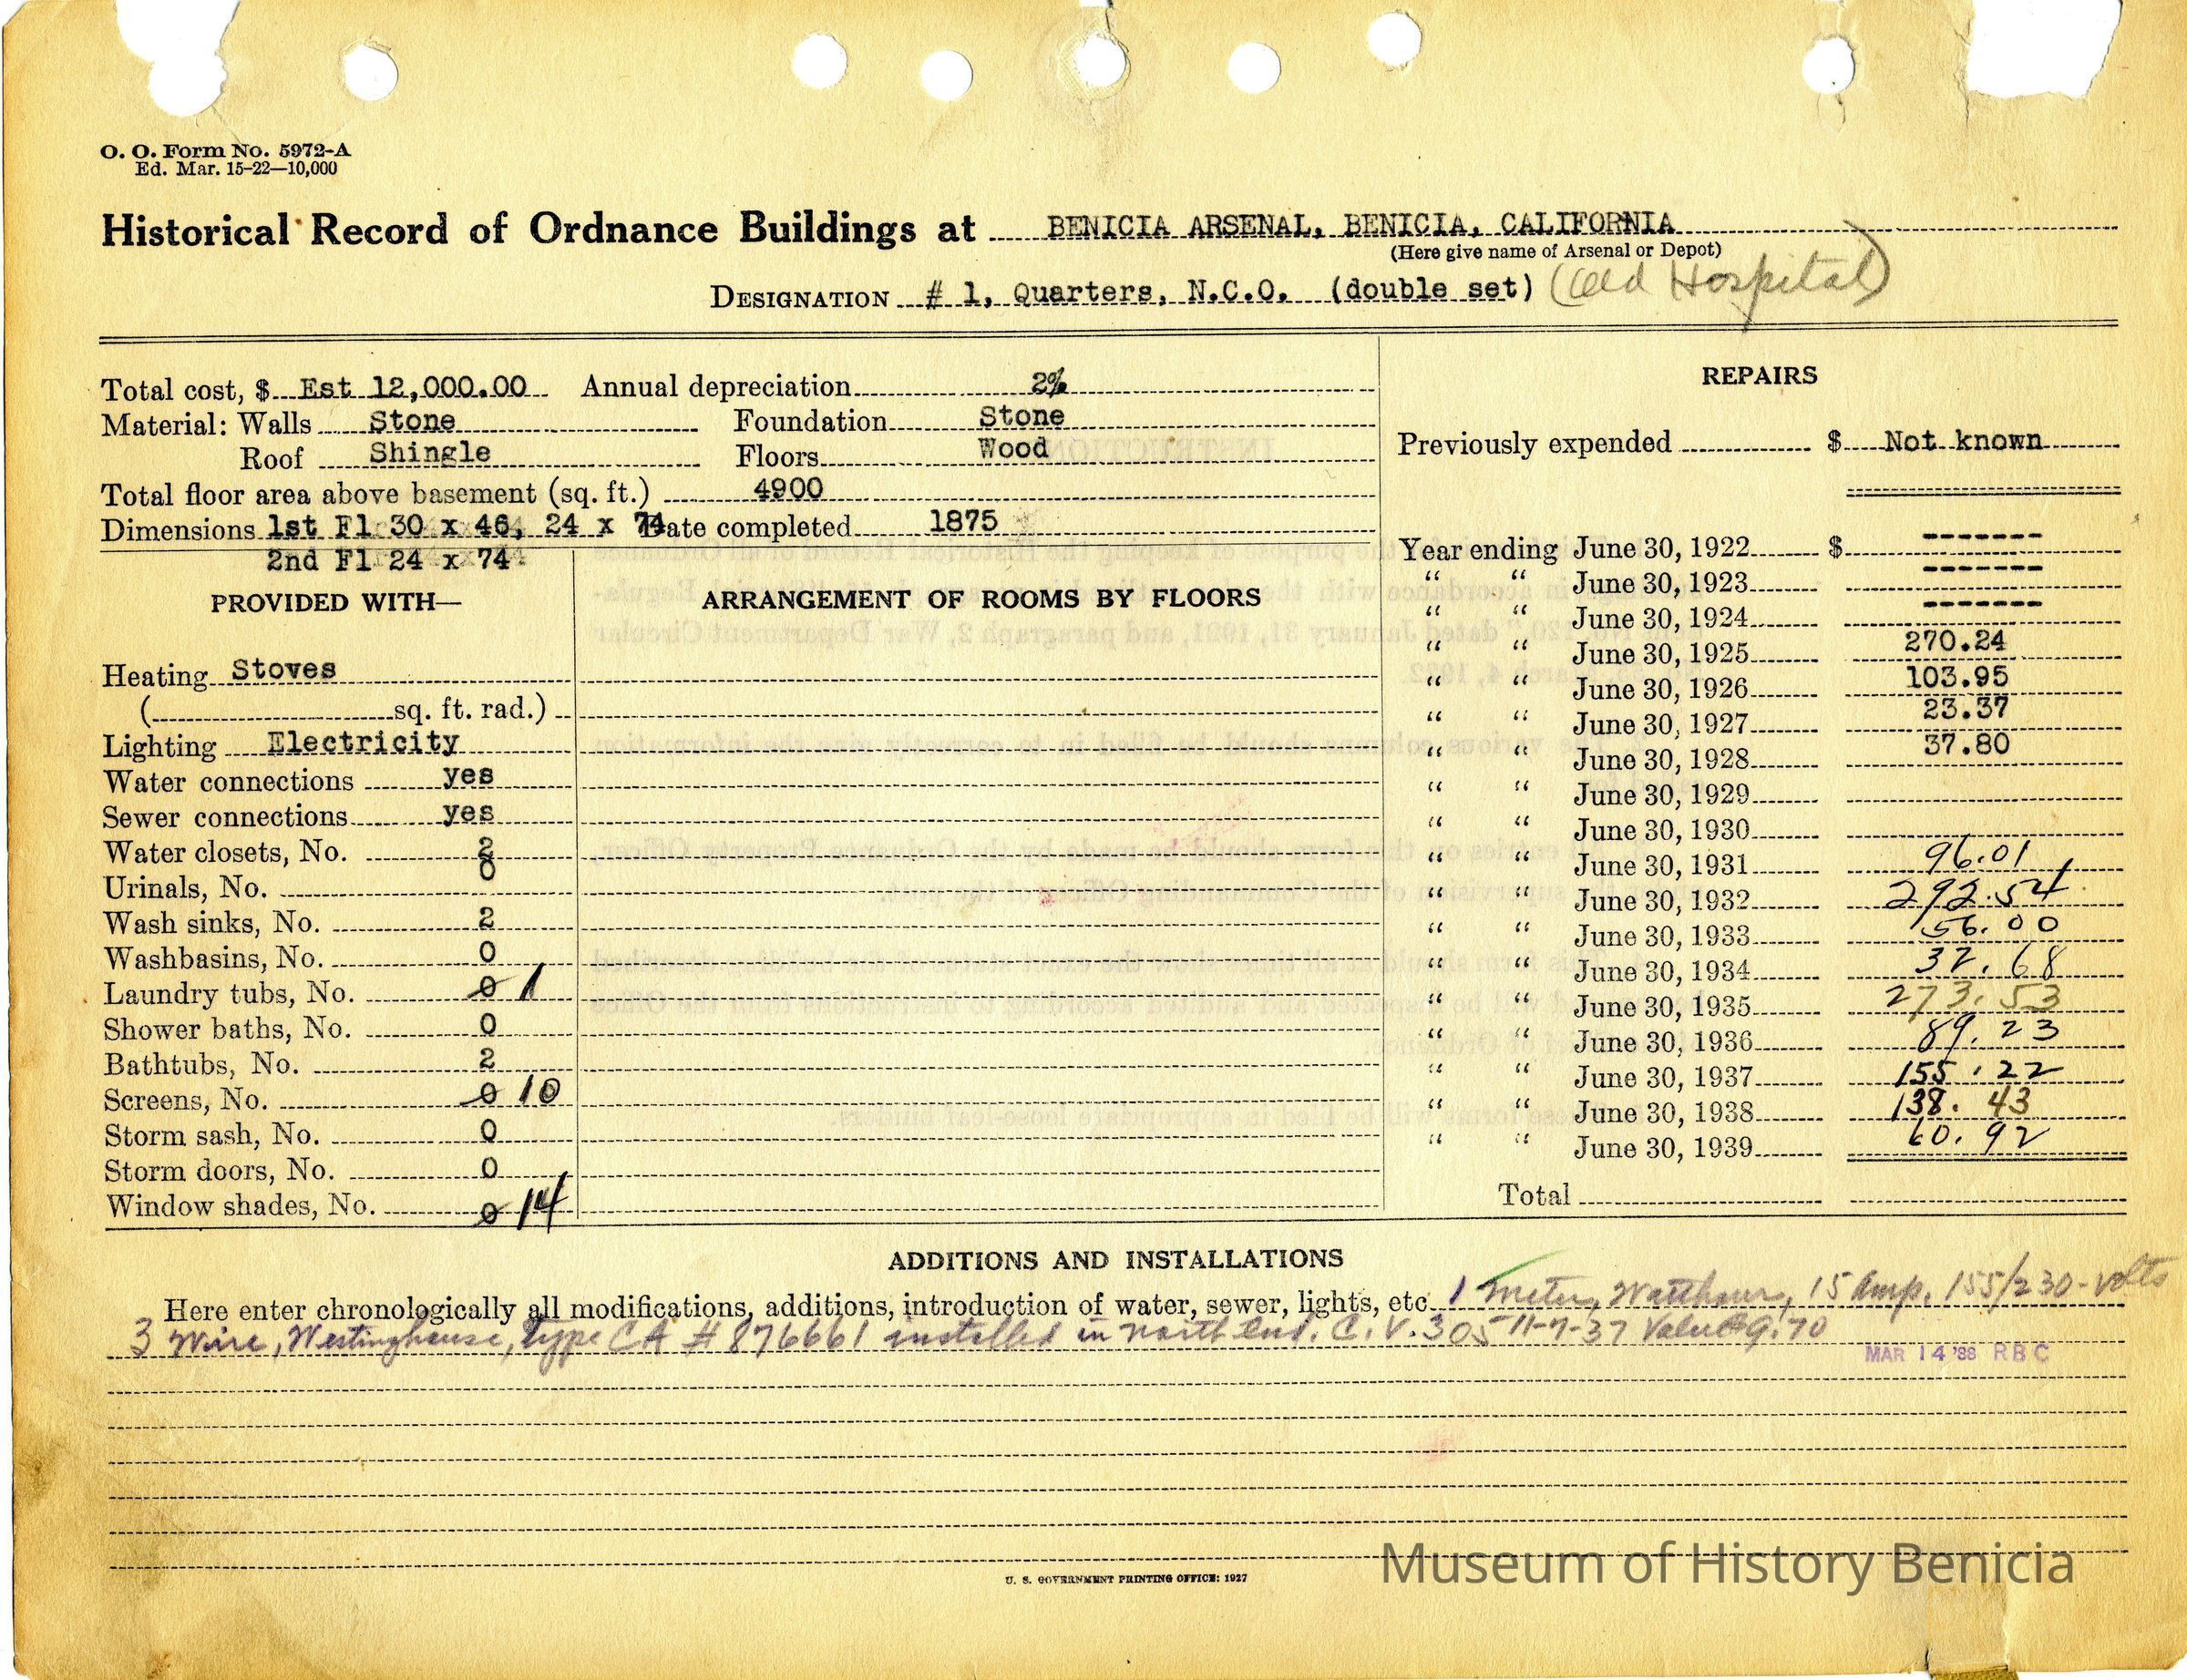 O. O. Form No. 5972-A
Ed. Mar. 15-22—10,000
Historical Record of Ordnance Buildings at BENICIA ARSENAL, BENICIA, CALIFORNIA
(Here give name of Arsenal or Depot)
DESIGNATION # 1, Quarters, N.C.O. (double set) (Old Hospital)
Total cost, $ Est 12,000.00 Annual depreciation 2%
Material: Walls Stone Foundation Stone
Roof Shingle Floors Wood
Total floor area above basement (sq. ft.) 4900
Dimensions 1st Fl 30 x 46, 24 x 74 Date completed 1875
2nd Fl 24 x 74
PROVIDED WITH—
Heating Stoves
( sq. ft. rad.)
Lighting Electricity
Water connections yes
Sewer connections yes
Water closets, No. 2
Urinals, No. 0
Wash sinks, No. 2
Washbasins, No. 0
Laundry tubs, No. 0 1
Shower baths, No. 0
Bathtubs, No. 2
Screens, No. 0 10
Storm sash, No. 0
Storm doors, No. 0
Window shades, No. 0 14
ARRANGEMENT OF ROOMS BY FLOORS
REPAIRS
Previously expended $ Not known
Year ending June 30, 1922 $ -------
" " June 30, 1923 -------
" " June 30, 1924 -------
" " June 30, 1925 270.24
" " June 30, 1926 103.95
" " June 30, 1927 23.37
" " June 30, 1928 37.80
" " June 30, 1929
" " June 30, 1930
" " June 30, 1931 96.01
" " June 30, 1932 292.54
" " June 30, 1933 56.00
" " June 30, 1934 37.68
" " June 30, 1935 273.53
" " June 30, 1936 89.23
" " June 30, 1937 155.22
" " June 30, 1938 138.43
" " June 30, 1939 60.92
Total
ADDITIONS AND INSTALLATIONS
Here enter chronologically all modifications, additions, introduction of water, sewer, lights, etc. 1 Meter, Watthour, 15 Amp. 155/230-volts
3 Wire, Westinghouse, Type CA # 876661 installed in north end. C.V. 305 11-7-37 Value $9.70
MAR 14 '38 RBC
U. S. GOVERNMENT PRINTING OFFICE: 1927
Museum of History Benicia